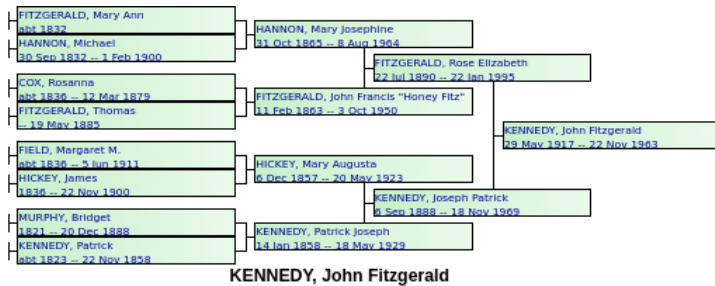 FITZGERALD, Mary Ann
abt 1832
HANNON, Michael
30 Sep 1832 -- 1 Feb 1900
COX, Rosanna
abt 1836 -- 12 Mar 1879
FITZGERALD, Thomas
-- 19 May 1885
FIELD, Margaret M.
abt 1836 -- 5 Jun 1911
HICKEY, James
1836 -- 22 Nov 1900
MURPHY, Bridget
1821 -- 20 Dec 1888
KENNEDY, Patrick
abt 1823 -- 22 Nov 1858
HANNON, Mary Josephine
31 Oct 1865 -- 8 Aug 1964
FITZGERALD, John Francis "Honey Fitz"
11 Feb 1863 -- 3 Oct 1950
HICKEY, Mary Augusta
6 Dec 1857 -- 20 May 1923
KENNEDY, Patrick Joseph
14 Jan 1858 -- 18 May 1929
FITZGERALD, Rose Elizabeth
22 Jul 1890 -- 22 Jan 1995
KENNEDY, Joseph Patrick
6 Sep 1888 -- 18 Nov 1969
KENNEDY, John Fitzgerald
29 May 1917 -- 22 Nov 1963
KENNEDY, John Fitzgerald